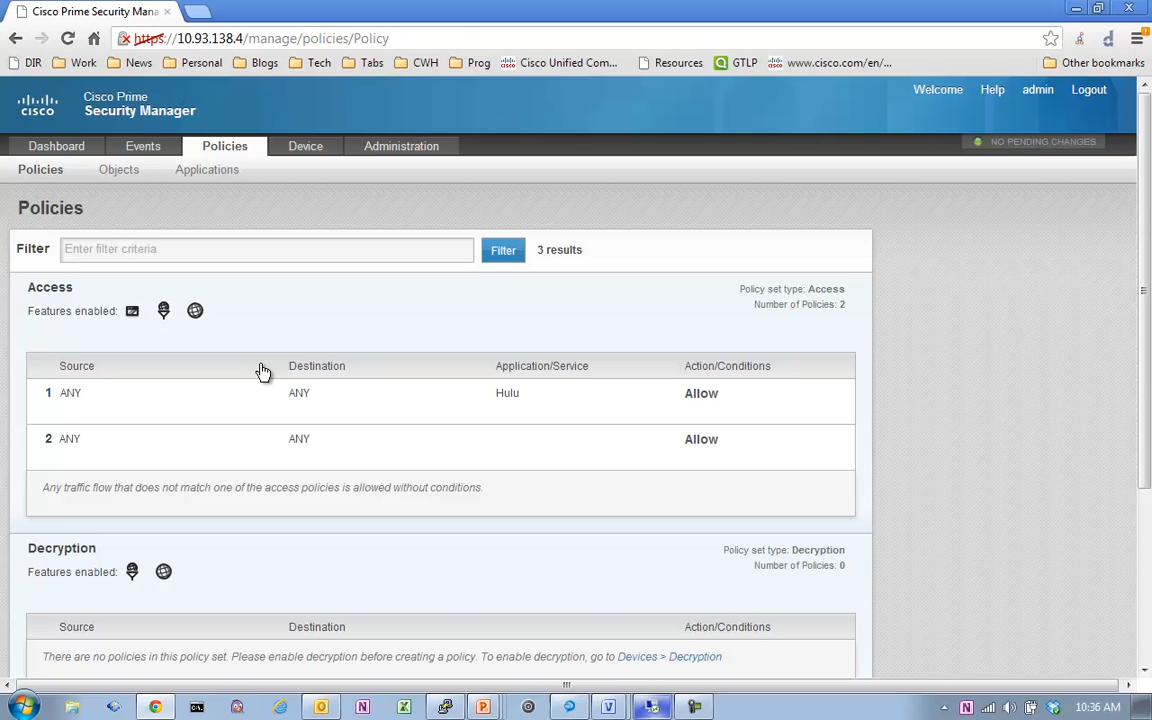 Cisco Prime Security Mana ×
https://10.93.138.4/manage/policies/Policy
DIR Work News Personal Blogs Tech Tabs CWH Prog Cisco Unified Com... Resources GTLP www.cisco.com/en/... Other bookmarks
Cisco Prime
Security Manager
CISCO
Welcome Help admin Logout
Dashboard Events Policies Device Administration NO PENDING CHANGES
Policies Objects Applications
Policies
Filter Enter filter criteria Filter 3 results
Access
Policy set type: Access
Features enabled:
Number of Policies: 2
Source Destination Application/Service Action/Conditions
1 ANY ANY Hulu Allow
2 ANY ANY Allow
Any traffic flow that does not match one of the access policies is allowed without conditions.
Decryption
Policy set type: Decryption
Features enabled:
Number of Policies: 0
Source Destination Action/Conditions
There are no policies in this policy set. Please enable decryption before creating a policy. To enable decryption, go to Devices > Decryption
10:36 AM